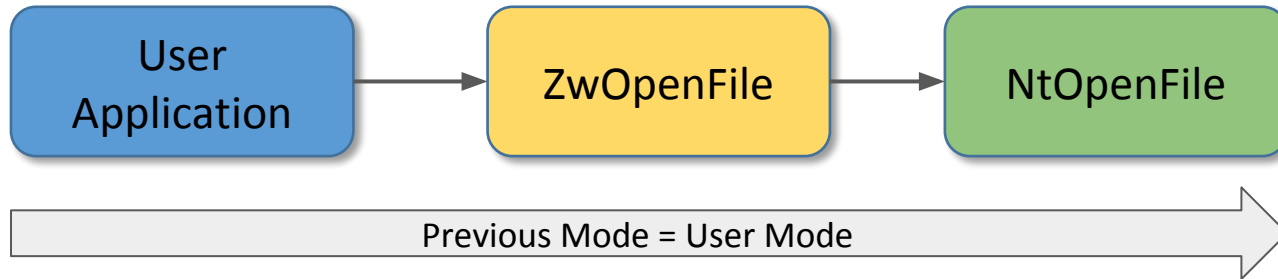 User
Application
ZwOpenFile
NtOpenFile
Previous Mode = User Mode